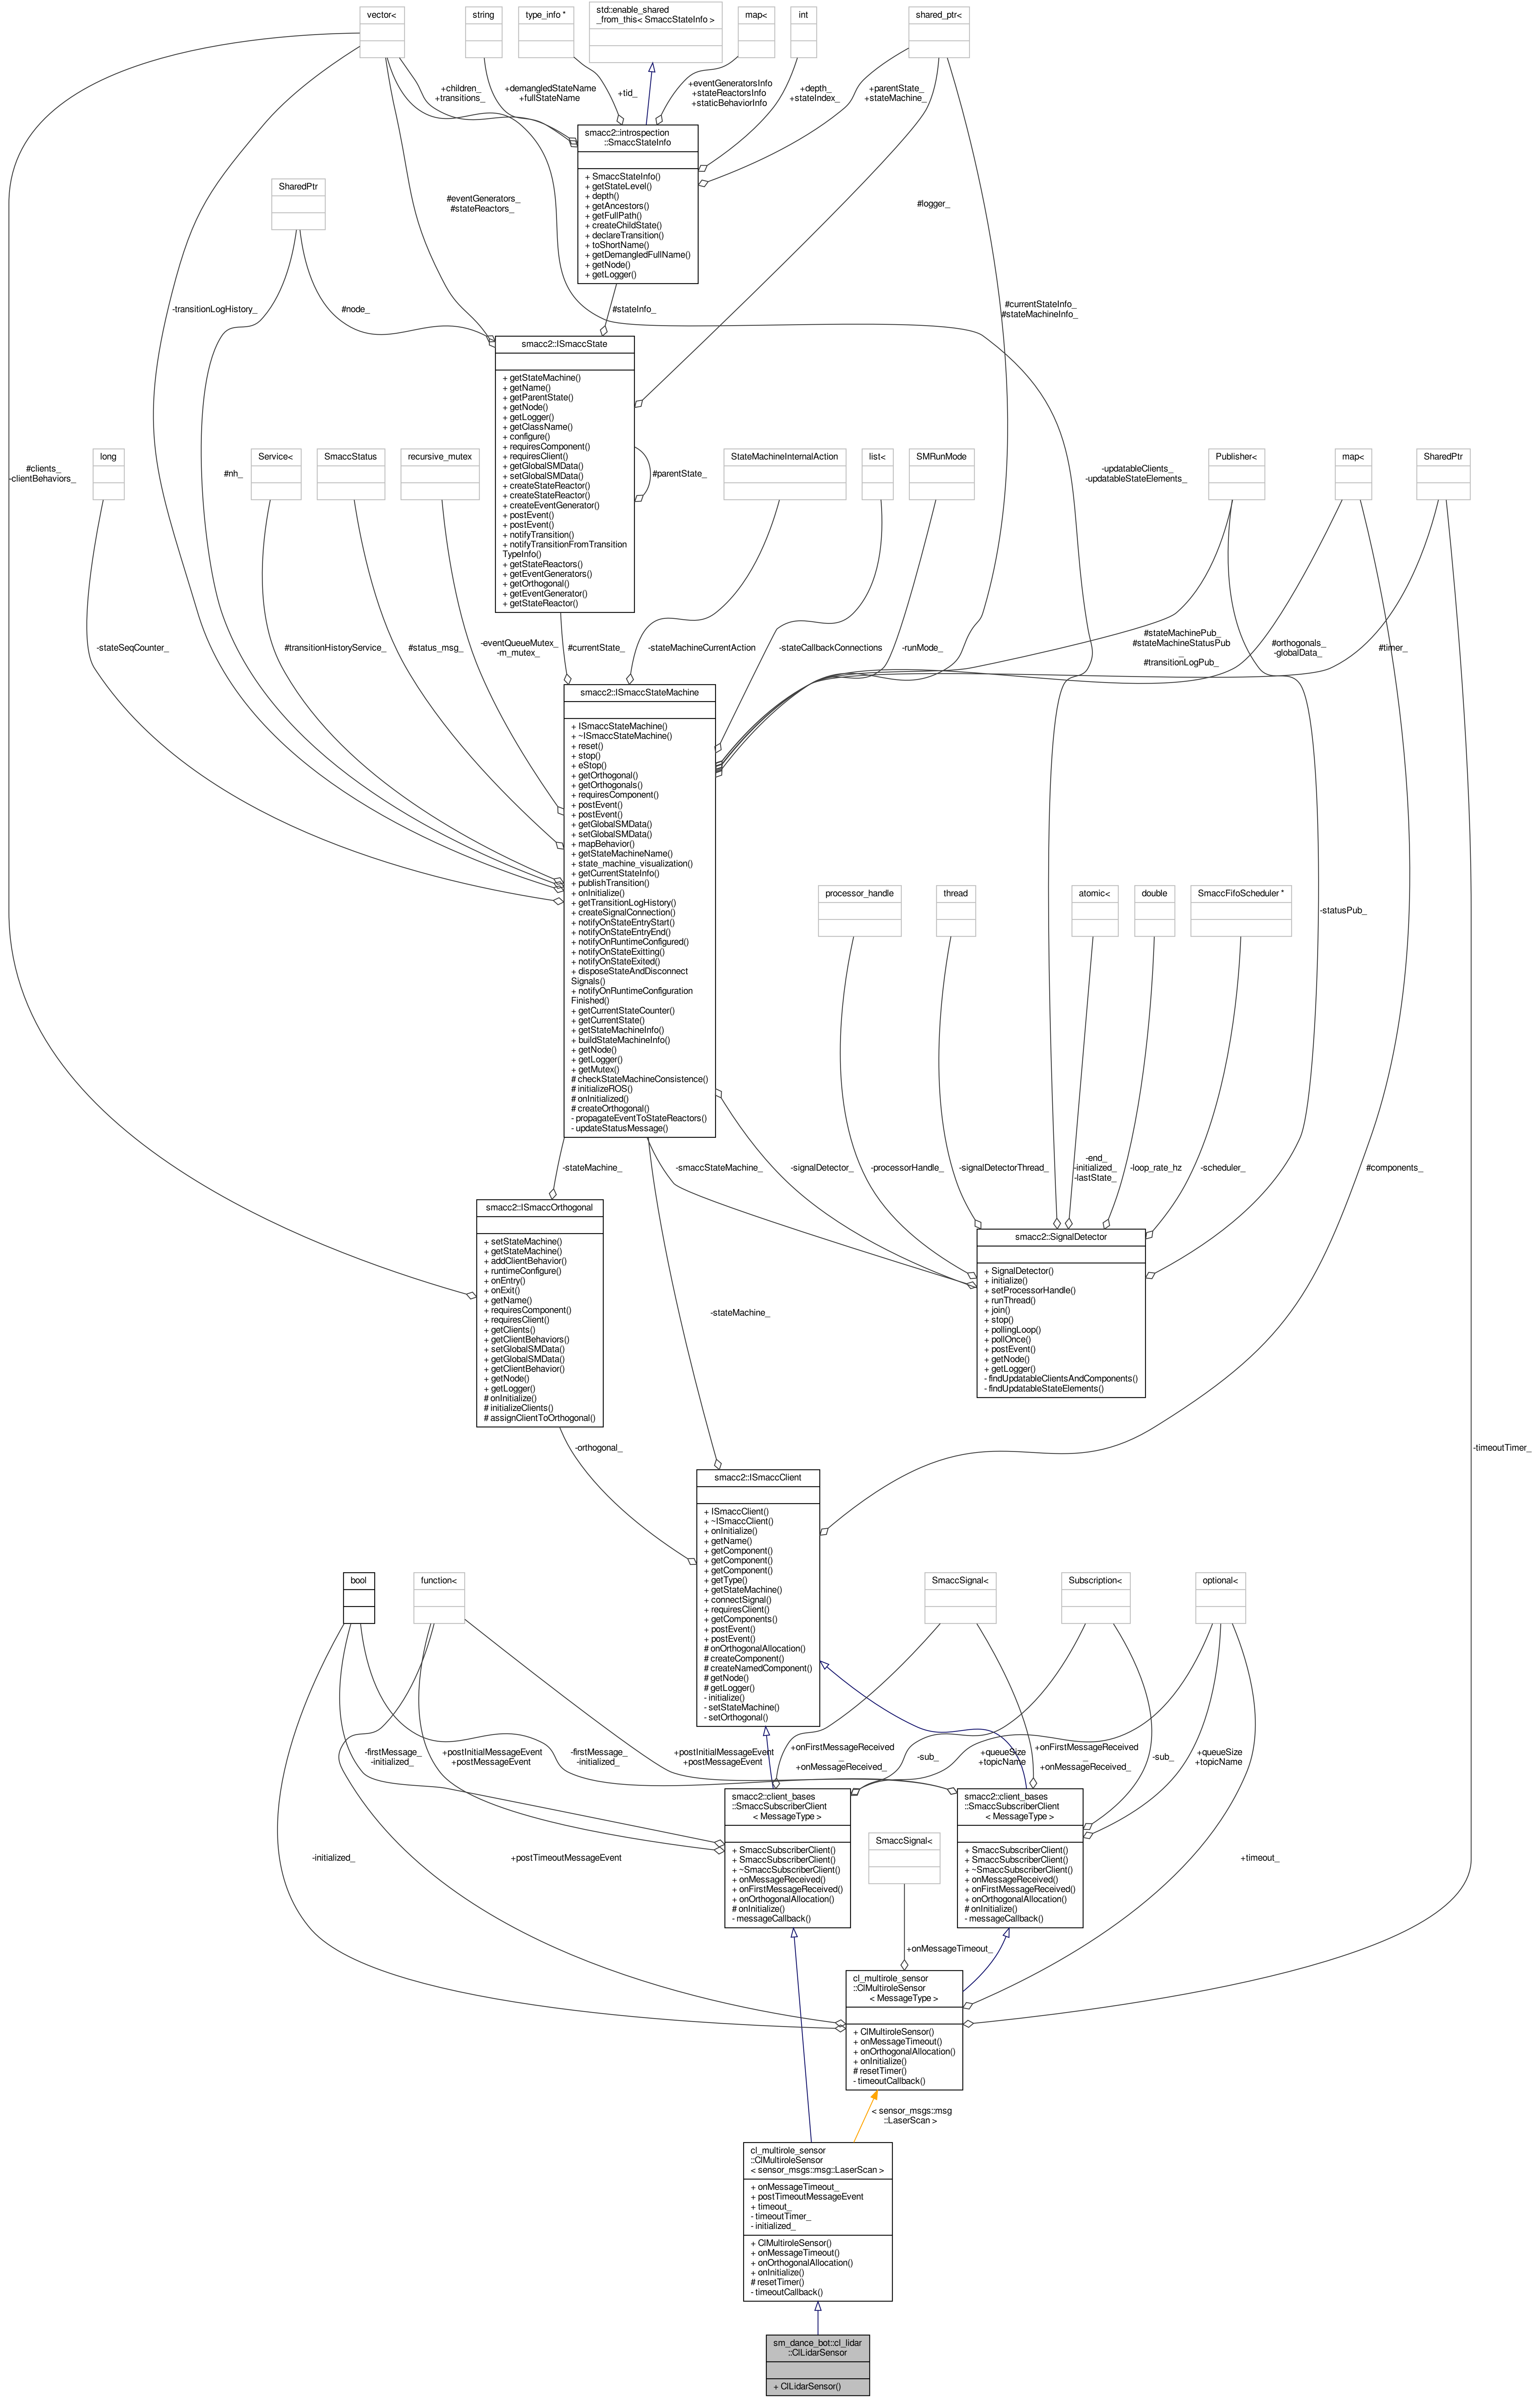 vector<
string
type_info *
std::enable_shared
_from_this< SmaccStateInfo >
map<
int
shared_ptr<
+children_
+transitions_
+demangledStateName
+fullStateName
+tid_
+eventGeneratorsInfo
+stateReactorsInfo
+staticBehaviorInfo
+depth_
+stateIndex_
+parentState_
+stateMachine_
smacc2::introspection
::SmaccStateInfo
+ SmaccStateInfo()
+ getStateLevel()
+ depth()
+ getAncestors()
+ getFullPath()
+ createChildState()
+ declareTransition()
+ toShortName()
+ getDemangledFullName()
+ getNode()
+ getLogger()
SharedPtr
#eventGenerators_
#stateReactors_
#logger_
-transitionLogHistory_
#node_
#stateInfo_
#currentStateInfo_
#stateMachineInfo_
smacc2::ISmaccState
+ getStateMachine()
+ getName()
+ getParentState()
+ getNode()
+ getLogger()
+ getClassName()
+ configure()
+ requiresComponent()
+ requiresClient()
+ getGlobalSMData()
+ setGlobalSMData()
+ createStateReactor()
+ createStateReactor()
+ createEventGenerator()
+ postEvent()
+ postEvent()
+ notifyTransition()
+ notifyTransitionFromTransition
TypeInfo()
+ getStateReactors()
+ getEventGenerators()
+ getOrthogonal()
+ getEventGenerator()
+ getStateReactor()
#parentState_
#clients_
-clientBehaviors_
long
#nh_
Service<
SmaccStatus
recursive_mutex
StateMachineInternalAction
list<
SMRunMode
-updatableClients_
-updatableStateElements_
Publisher<
map<
SharedPtr
-stateSeqCounter_
#transitionHistoryService_
#status_msg_
-eventQueueMutex_
-m_mutex_
#currentState_
-stateMachineCurrentAction
-stateCallbackConnections
-runMode_
#stateMachinePub_
#stateMachineStatusPub
_
#transitionLogPub_
#orthogonals_
-globalData_
#timer_
smacc2::ISmaccStateMachine
+ ISmaccStateMachine()
+ ~ISmaccStateMachine()
+ reset()
+ stop()
+ eStop()
+ getOrthogonal()
+ getOrthogonals()
+ requiresComponent()
+ postEvent()
+ postEvent()
+ getGlobalSMData()
+ setGlobalSMData()
+ mapBehavior()
+ getStateMachineName()
+ state_machine_visualization()
+ getCurrentStateInfo()
+ publishTransition()
+ onInitialize()
+ getTransitionLogHistory()
+ createSignalConnection()
+ notifyOnStateEntryStart()
+ notifyOnStateEntryEnd()
+ notifyOnRuntimeConfigured()
+ notifyOnStateExitting()
+ notifyOnStateExited()
+ disposeStateAndDisconnect
Signals()
+ notifyOnRuntimeConfiguration
Finished()
+ getCurrentStateCounter()
+ getCurrentState()
+ getStateMachineInfo()
+ buildStateMachineInfo()
+ getNode()
+ getLogger()
+ getMutex()
# checkStateMachineConsistence()
# initializeROS()
# onInitialized()
# createOrthogonal()
- propagateEventToStateReactors()
- updateStatusMessage()
processor_handle
thread
atomic<
double
SmaccFifoScheduler *
-statusPub_
-stateMachine_
-smaccStateMachine_
-signalDetector_
-processorHandle_
-signalDetectorThread_
-end_
-initialized_
-lastState_
-loop_rate_hz
-scheduler_
#components_
smacc2::ISmaccOrthogonal
+ setStateMachine()
+ getStateMachine()
+ addClientBehavior()
+ runtimeConfigure()
+ onEntry()
+ onExit()
+ getName()
+ requiresComponent()
+ requiresClient()
+ getClients()
+ getClientBehaviors()
+ setGlobalSMData()
+ getGlobalSMData()
+ getClientBehavior()
+ getNode()
+ getLogger()
# onInitialize()
# initializeClients()
# assignClientToOrthogonal()
smacc2::SignalDetector
+ SignalDetector()
+ initialize()
+ setProcessorHandle()
+ runThread()
+ join()
+ stop()
+ pollingLoop()
+ pollOnce()
+ postEvent()
+ getNode()
+ getLogger()
- findUpdatableClientsAndComponents()
- findUpdatableStateElements()
-stateMachine_
-orthogonal_
-timeoutTimer_
smacc2::ISmaccClient
+ ISmaccClient()
+ ~ISmaccClient()
+ onInitialize()
+ getName()
+ getComponent()
+ getComponent()
+ getComponent()
+ getType()
+ getStateMachine()
+ connectSignal()
+ requiresClient()
+ getComponents()
+ postEvent()
+ postEvent()
# onOrthogonalAllocation()
# createComponent()
# createNamedComponent()
# getNode()
# getLogger()
- initialize()
- setStateMachine()
- setOrthogonal()
bool
function<
SmaccSignal<
Subscription<
optional<
-firstMessage_
-initialized_
+postInitialMessageEvent
+postMessageEvent
-firstMessage_
-initialized_
+postInitialMessageEvent
+postMessageEvent
+onFirstMessageReceived
_
+onMessageReceived_
-sub_
+queueSize
+topicName
+onFirstMessageReceived
_
+onMessageReceived_
-sub_
+queueSize
+topicName
smacc2::client_bases
::SmaccSubscriberClient
< MessageType >
+ SmaccSubscriberClient()
+ SmaccSubscriberClient()
+ ~SmaccSubscriberClient()
+ onMessageReceived()
+ onFirstMessageReceived()
+ onOrthogonalAllocation()
# onInitialize()
- messageCallback()
smacc2::client_bases
::SmaccSubscriberClient
< MessageType >
+ SmaccSubscriberClient()
+ SmaccSubscriberClient()
+ ~SmaccSubscriberClient()
+ onMessageReceived()
+ onFirstMessageReceived()
+ onOrthogonalAllocation()
# onInitialize()
- messageCallback()
SmaccSignal<
-initialized_
+postTimeoutMessageEvent
+timeout_
+onMessageTimeout_
cl_multirole_sensor
::ClMultiroleSensor
< MessageType >
+ ClMultiroleSensor()
+ onMessageTimeout()
+ onOrthogonalAllocation()
+ onInitialize()
# resetTimer()
- timeoutCallback()
< sensor_msgs::msg
::LaserScan >
cl_multirole_sensor
::ClMultiroleSensor
< sensor_msgs::msg::LaserScan >
+ onMessageTimeout_
+ postTimeoutMessageEvent
+ timeout_
- timeoutTimer_
- initialized_
+ ClMultiroleSensor()
+ onMessageTimeout()
+ onOrthogonalAllocation()
+ onInitialize()
# resetTimer()
- timeoutCallback()
sm_dance_bot::cl_lidar
::ClLidarSensor
+ ClLidarSensor()